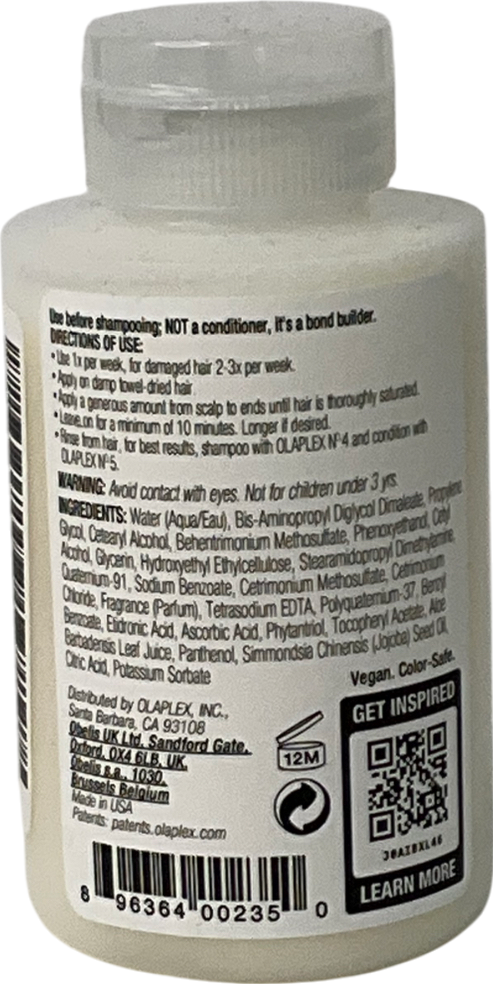 Use before shampooing; NOT a conditioner, it's a bond builder.
DIRECTIONS OF USE:
• Use 1x per week, for damaged hair 2-3x per week.
• Apply on damp towel-dried hair
• Apply a generous amount from scalp to ends until hair is thoroughly saturated.
• Leave on for a minimum of 10 minutes. Longer if desired.
• Rinse from hair, for best results, shampoo with OLAPLEX Nº4 and condition with
OLAPLEX Nº5.
WARNING: Avoid contact with eyes. Not for children under 3 yrs.
INGREDIENTS: Water (Aqua/Eau), Bis-Aminopropyl Diglycol Dimaleate, Propylene
Glycol, Cetearyl Alcohol, Behentrimonium Methosulfate, Phenoxyethanol, Cetyl
Alcohol, Glycerin, Hydroxyethyl Ethylcellulose, Stearamidopropyl Dimethylamine,
Quaternium-91, Sodium Benzoate, Cetrimonium Methosulfate, Cetrimonium
Chloride, Fragrance (Parfum), Tetrasodium EDTA, Polyquaternium-37, Benzyl
Benzoate, Etidronic Acid, Ascorbic Acid, Phytantriol, Tocopheryl Acetate, Aloe
Barbadensis Leaf Juice, Panthenol, Simmondsia Chinensis (Jojoba) Seed Oil,
Citric Acid, Potassium Sorbate
Vegan. Color-Safe.
Distributed by OLAPLEX, INC.,
Santa Barbara, CA 93108
Obelis UK Ltd, Sandford Gate,
Oxford, OX4 6LB, UK.
Obelis s.a., 1030,
Brussels Belgium
Made in USA
Patents: patents.olaplex.com
12M
GET INSPIRED
30AIBXL46
LEARN MORE
8 96364 00235 0